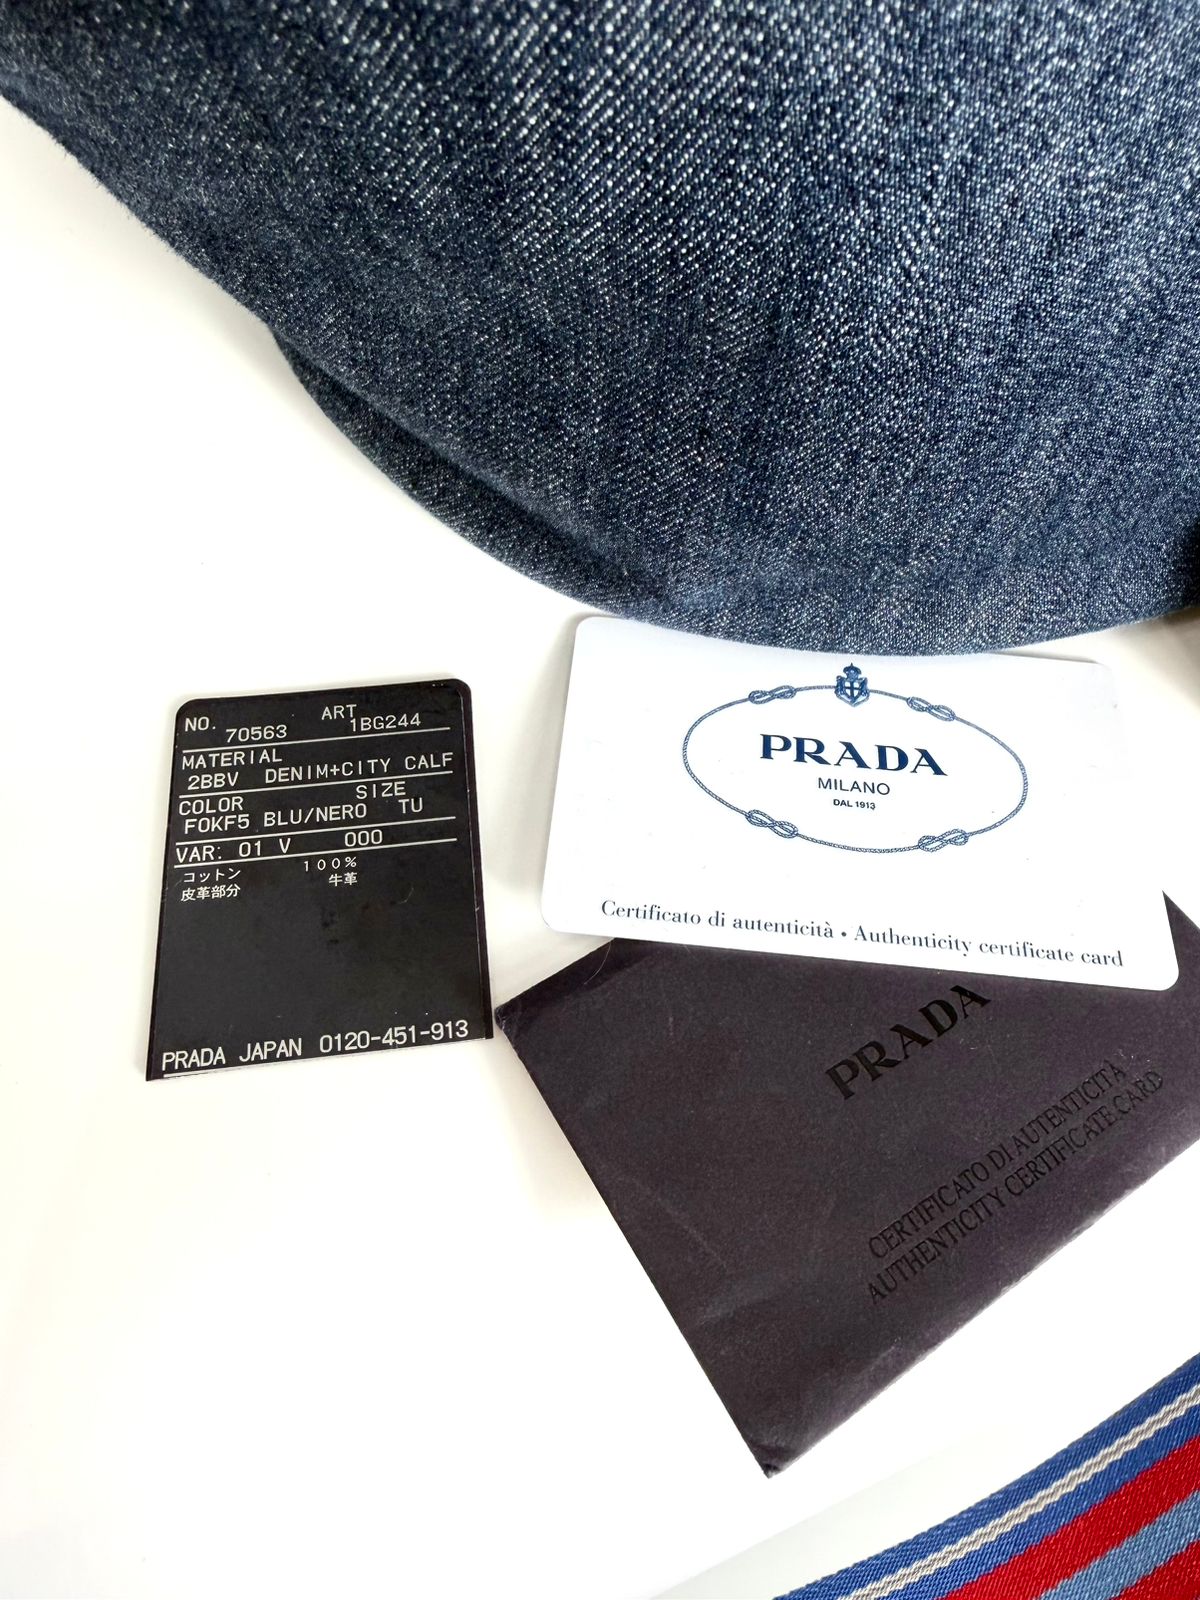 NO. 70563 ART 1BG244
MATERIAL
2BBV DENIM+CITY CALF
COLOR SIZE
F0KF5 BLU/NERO TU
VAR: 01 V 000
コットン 100%
皮革部分 牛革
PRADA JAPAN 0120-451-913
PRADA
MILANO
DAL 1913
Certificato di autenticità • Authenticity certificate card
PRADA
CERTIFICATO DI AUTENTICITÀ
AUTHENTICITY CERTIFICATE CARD